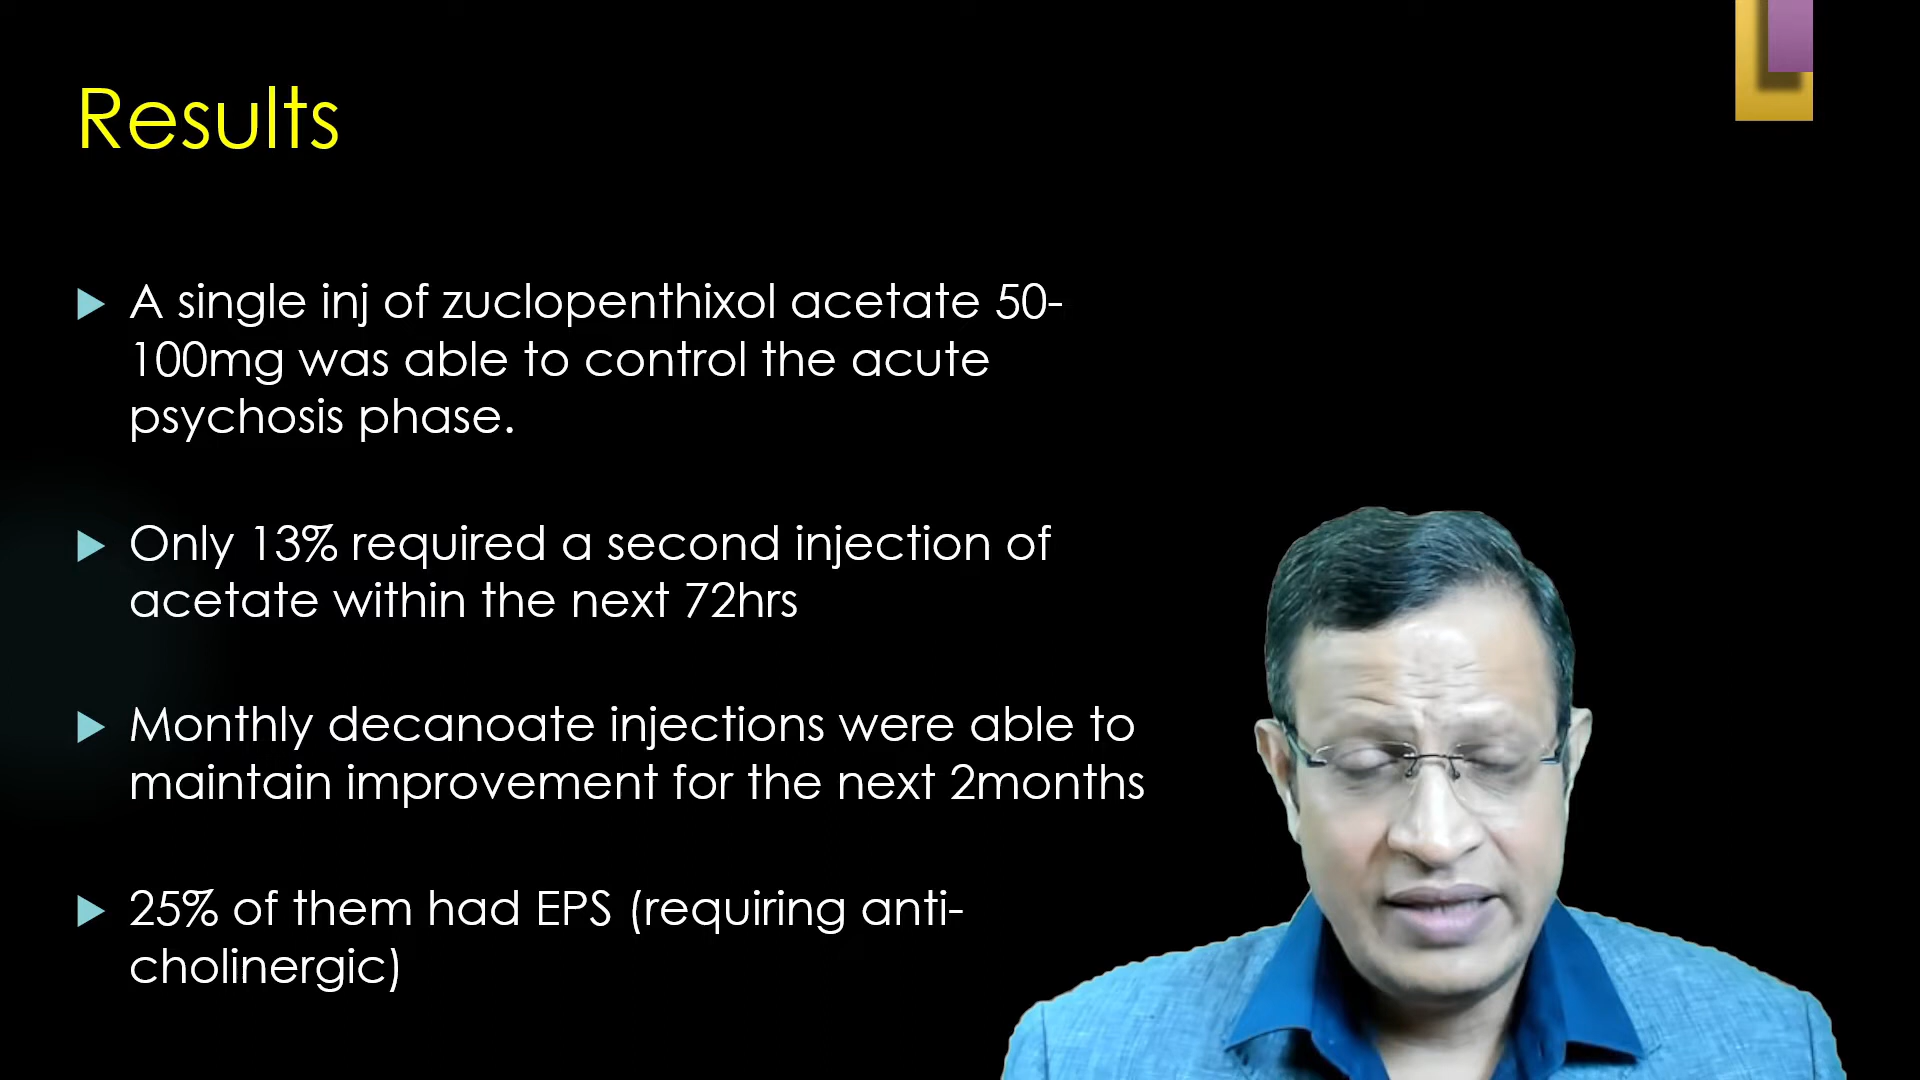 Results
A single inj of zuclopenthixol acetate 50-
100mg was able to control the acute
psychosis phase.
Only 13% required a second injection of
acetate within the next 72hrs
Monthly decanoate injections were able to
maintain improvement for the next 2months
25% of them had EPS (requiring anti-
cholinergic)